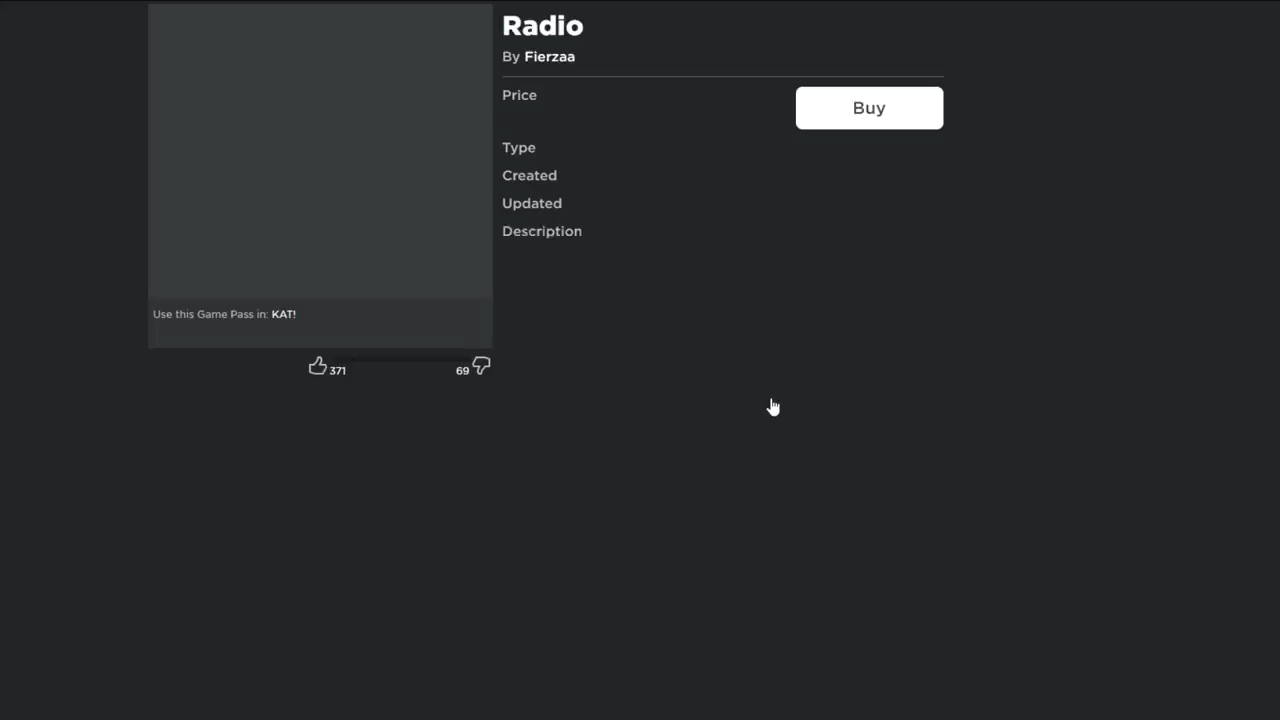 Radio
By Fierzaa
Price
Buy
Type
Created
Updated
Description
Use this Game Pass in: KAT!
371
69